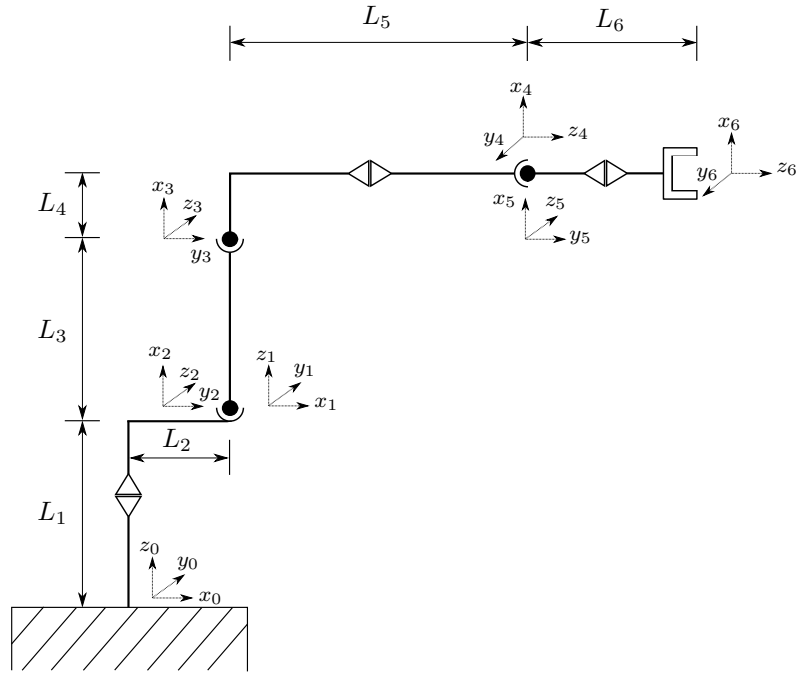 L₅ L₆
x₄
y₄ z₄
x₆
y₆ z₆
x₃ z₃
y₃
L₄
x₅ z₅
y₅
L₃
x₂ z₂ y₂
z₁ y₁
x₁
L₂
L₁
z₀ y₀
x₀